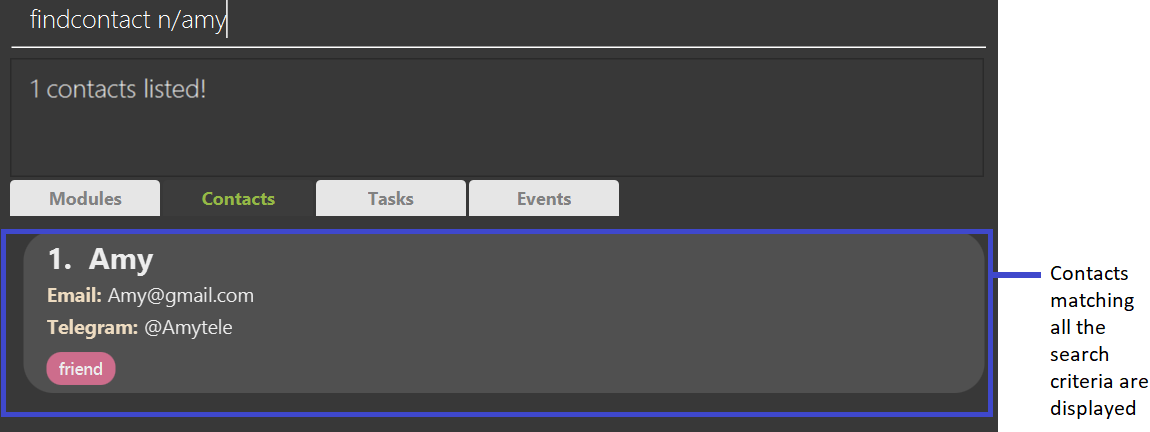 findcontact n/amy
1 contacts listed!
Modules Contacts Tasks Events
1. Amy
Email: Amy@gmail.com
Telegram: @Amytele
friend
Contacts
matching
all the
search
criteria are
displayed